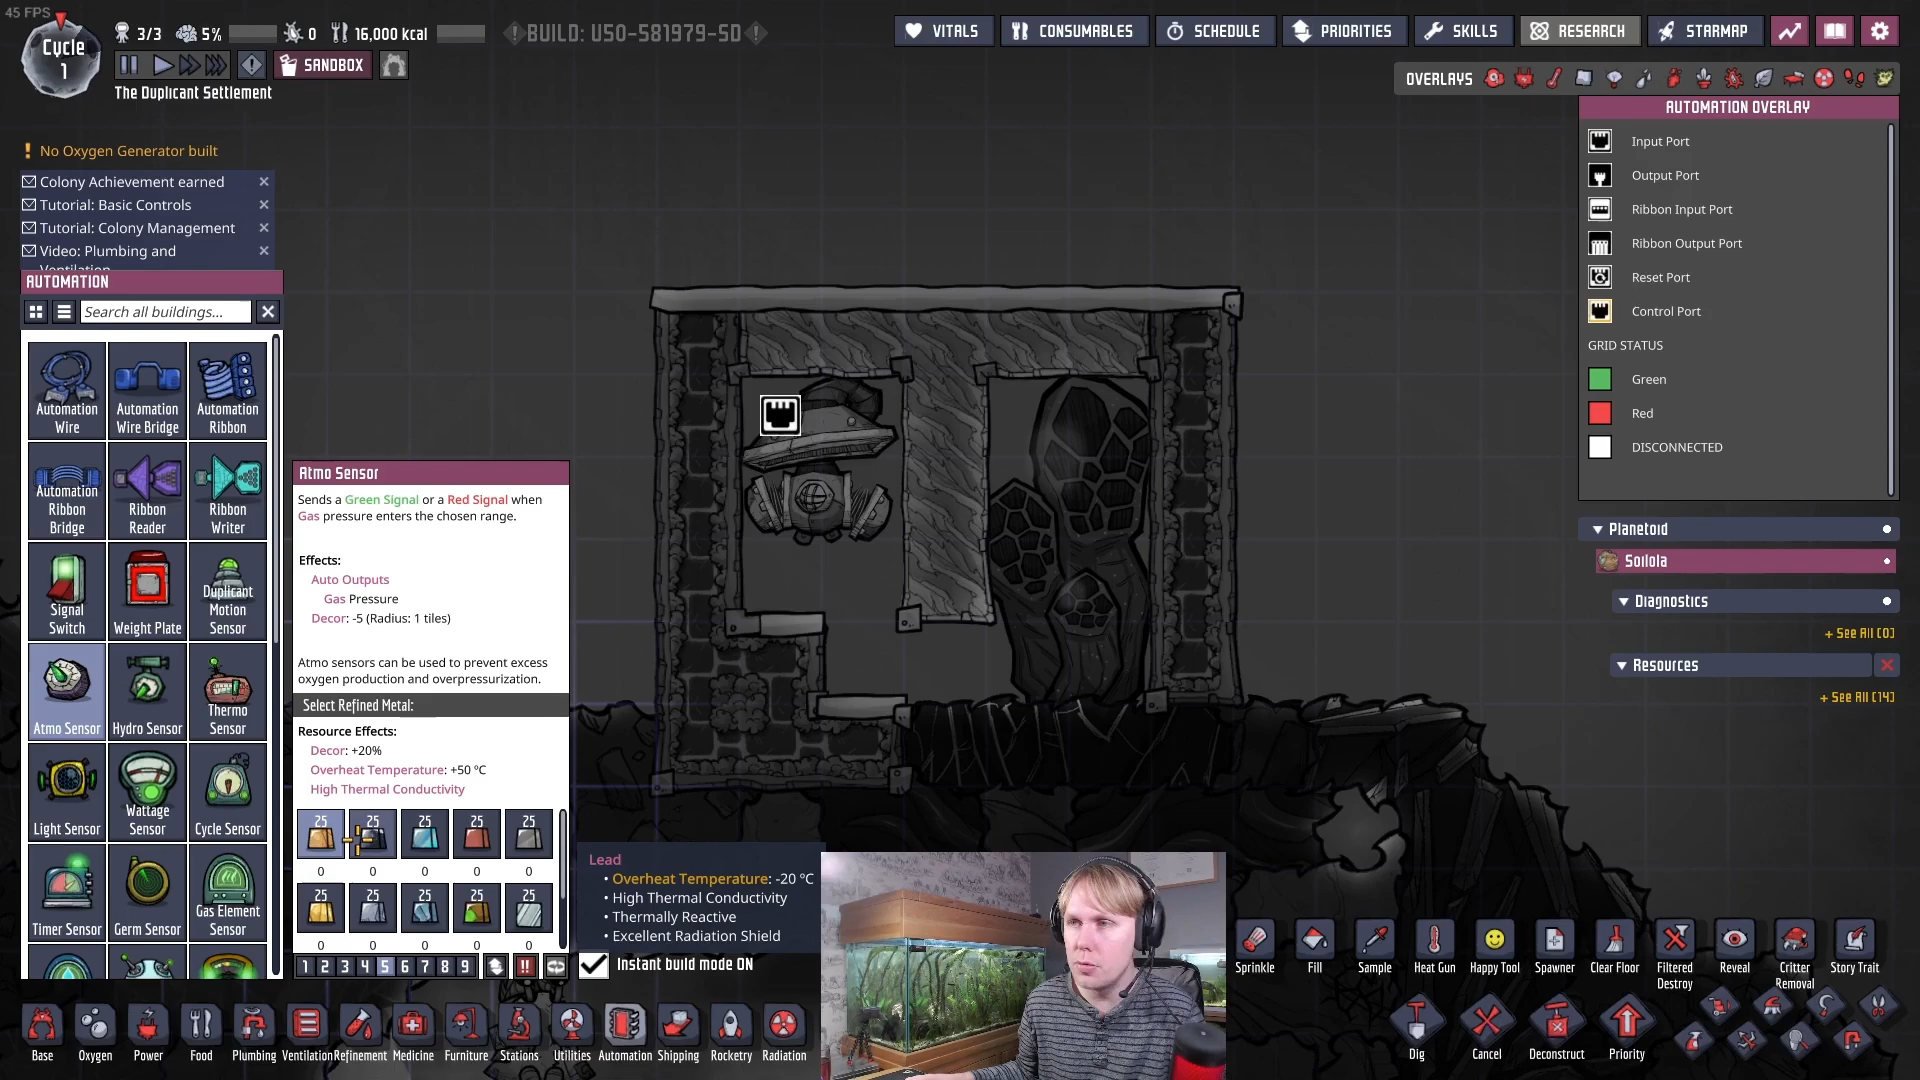 45 FPS
Cycle
1
3/3
5%
0
16,000 kcal
BUILD: U50-581979-SD
VITALS
CONSUMABLES
SCHEDULE
PRIORITIES
SKILLS
RESEARCH
STARMAP
SANDBOX
The Duplicant Settlement
OVERLAYS
AUTOMATION OVERLAY
Input Port
Output Port
Ribbon Input Port
Ribbon Output Port
Reset Port
Control Port
GRID STATUS
Green
Red
DISCONNECTED
Planetoid
Soilola
Diagnostics
+ See All (0)
Resources
+ See All (14)
! No Oxygen Generator built
Colony Achievement earned
Tutorial: Basic Controls
Tutorial: Colony Management
Video: Plumbing and
Ventilation
AUTOMATION
Search all buildings...
Automation Wire
Automation Wire Bridge
Automation Ribbon
Automation Ribbon Bridge
Ribbon Reader
Ribbon Writer
Signal Switch
Weight Plate
Duplicant Motion Sensor
Atmo Sensor
Hydro Sensor
Thermo Sensor
Light Sensor
Wattage Sensor
Cycle Sensor
Timer Sensor
Germ Sensor
Gas Element Sensor
Atmo Sensor
Sends a Green Signal or a Red Signal when
Gas pressure enters the chosen range.
Effects:
Auto Outputs
Gas Pressure
Decor: -5 (Radius: 1 tiles)
Atmo sensors can be used to prevent excess
oxygen production and overpressurization.
Select Refined Metal:
Resource Effects:
Decor: +20%
Overheat Temperature: +50 ºC
High Thermal Conductivity
25 25 25 25 25
0 0 0 0 0
25 25 25 25 25
0 0 0 0 0
1 2 3 4 5 6 7 8 9 !!
Instant build mode ON
Lead
• Overheat Temperature: -20 ºC
• High Thermal Conductivity
• Thermally Reactive
• Excellent Radiation Shield
Sprinkle
Fill
Sample
Heat Gun
Happy Tool
Spawner
Clear Floor
Filtered Destroy
Reveal
Critter Removal
Story Trait
Dig
Cancel
Deconstruct
Priority
Base
Oxygen
Power
Food
Plumbing
Ventilation
Refinement
Medicine
Furniture
Stations
Utilities
Automation
Shipping
Rocketry
Radiation